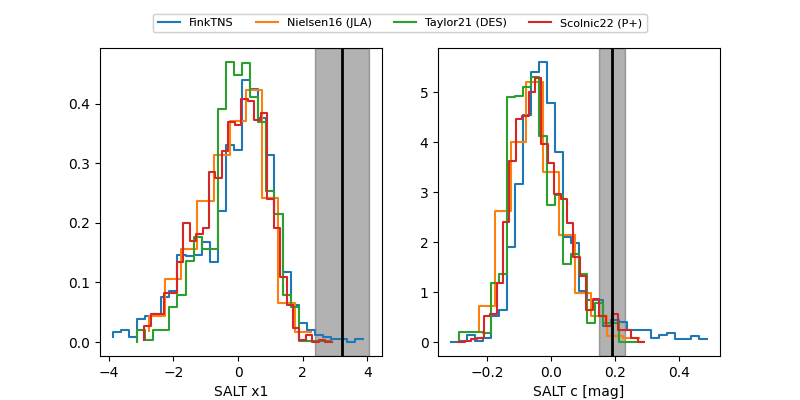 FinkTNS Nielsen16 (JLA) Taylor21 (DES) Scolnic22 (P+)
0.4
0.3
0.2
0.1
0.0
−4 −2 0 2 4
SALT x1
5
4
3
2
1
0
−0.2 0.0 0.2 0.4
SALT c [mag]